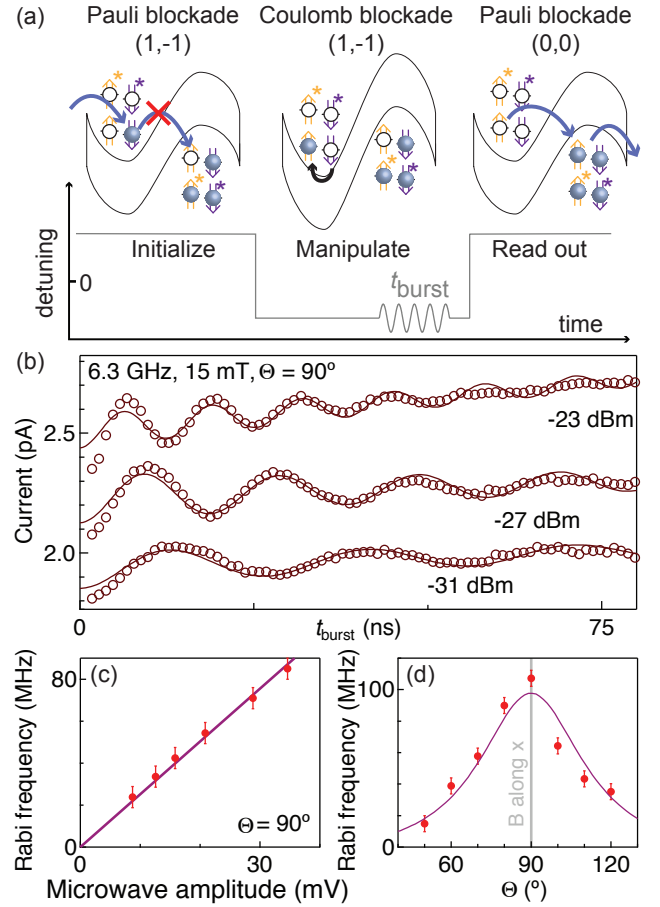 (a)
Pauli blockade Coulomb blockade Pauli blockade
(1,-1) (1,-1) (0,0)
* * * * * *
* * * * * *
detuning
0
Initialize Manipulate Read out
tburst
time
(b)
6.3 GHz, 15 mT, Θ = 90º
Current (pA)
2.5
2.0
-23 dBm
-27 dBm
-31 dBm
0 tburst (ns) 75
(c)
Rabi frequency (MHz)
80
0
Θ = 90º
0 30
Microwave amplitude (mV)
(d)
Rabi frequency (MHz)
100
0
B along x
60 90 120
Θ (º)